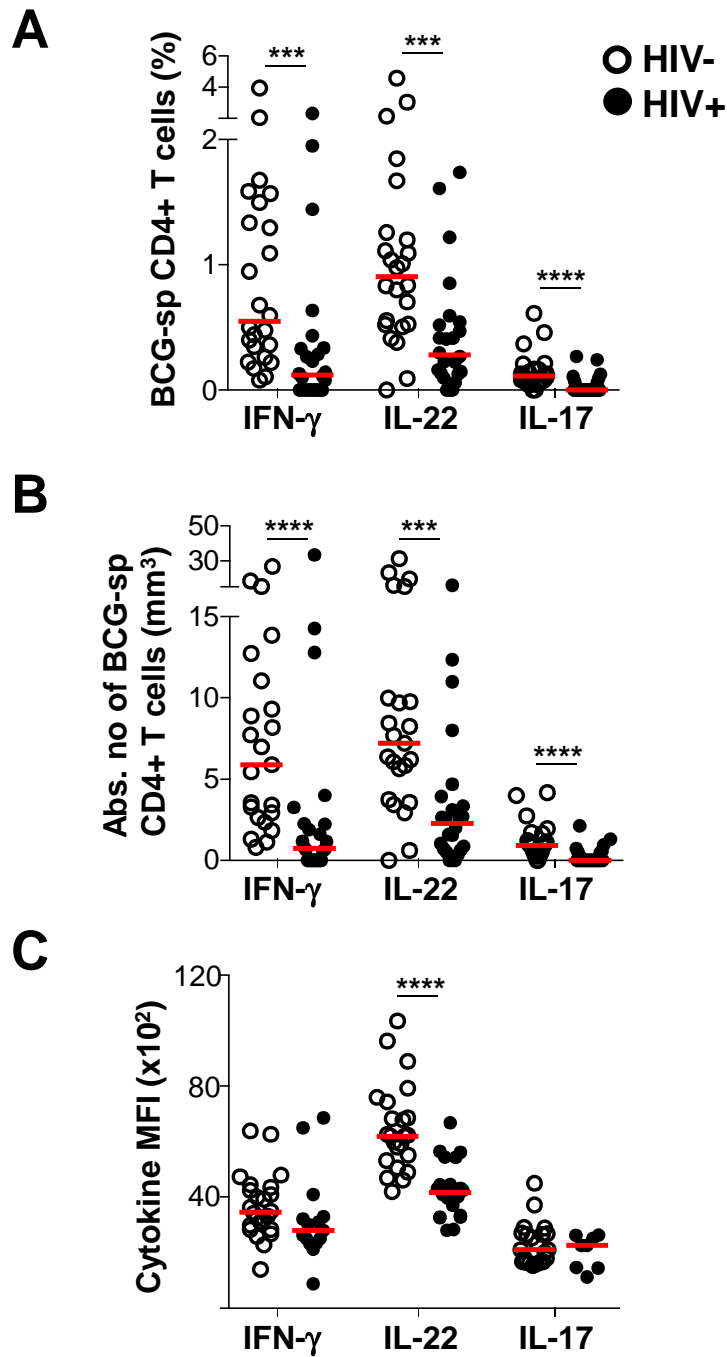 A
BCG-sp CD4+ T cells (%)
6
4
2
1
0
***
***
****
HIV-
HIV+
IFN-γ IL-22 IL-17
B
Abs. no of BCG-sp
CD4+ T cells (mm³)
50
30
15
10
5
0
****
***
****
IFN-γ IL-22 IL-17
C
Cytokine MFI (x10²)
120
80
40
****
IFN-γ IL-22 IL-17